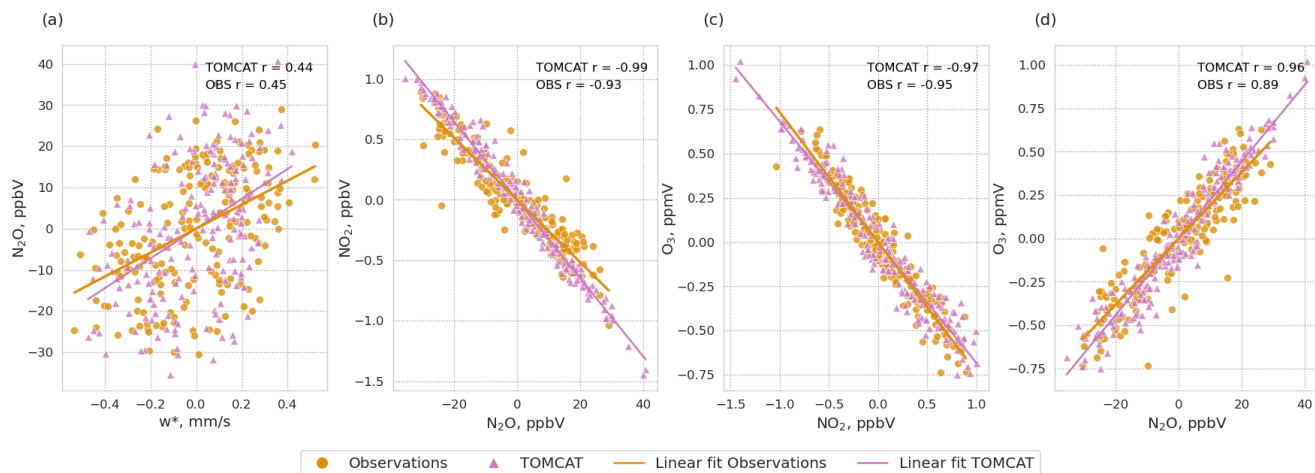 (a)
(b)
(c)
(d)
TOMCAT r = 0.44
OBS r = 0.45
TOMCAT r = -0.99
OBS r = -0.93
TOMCAT r = -0.97
OBS r = -0.95
TOMCAT r = 0.96
OBS r = 0.89
40
30
20
10
0
−10
−20
−30
N₂O, ppbV
−0.4 −0.2 0.0 0.2 0.4
w*, mm/s
1.0
0.5
0.0
−0.5
−1.0
−1.5
NO₂, ppbV
−20 0 20 40
N₂O, ppbV
1.00
0.75
0.50
0.25
0.00
−0.25
−0.50
−0.75
O₃, ppmV
−1.5 −1.0 −0.5 0.0 0.5 1.0
NO₂, ppbV
1.00
0.75
0.50
0.25
0.00
−0.25
−0.50
−0.75
O₃, ppmV
−20 0 20 40
N₂O, ppbV
Observations TOMCAT Linear fit Observations Linear fit TOMCAT